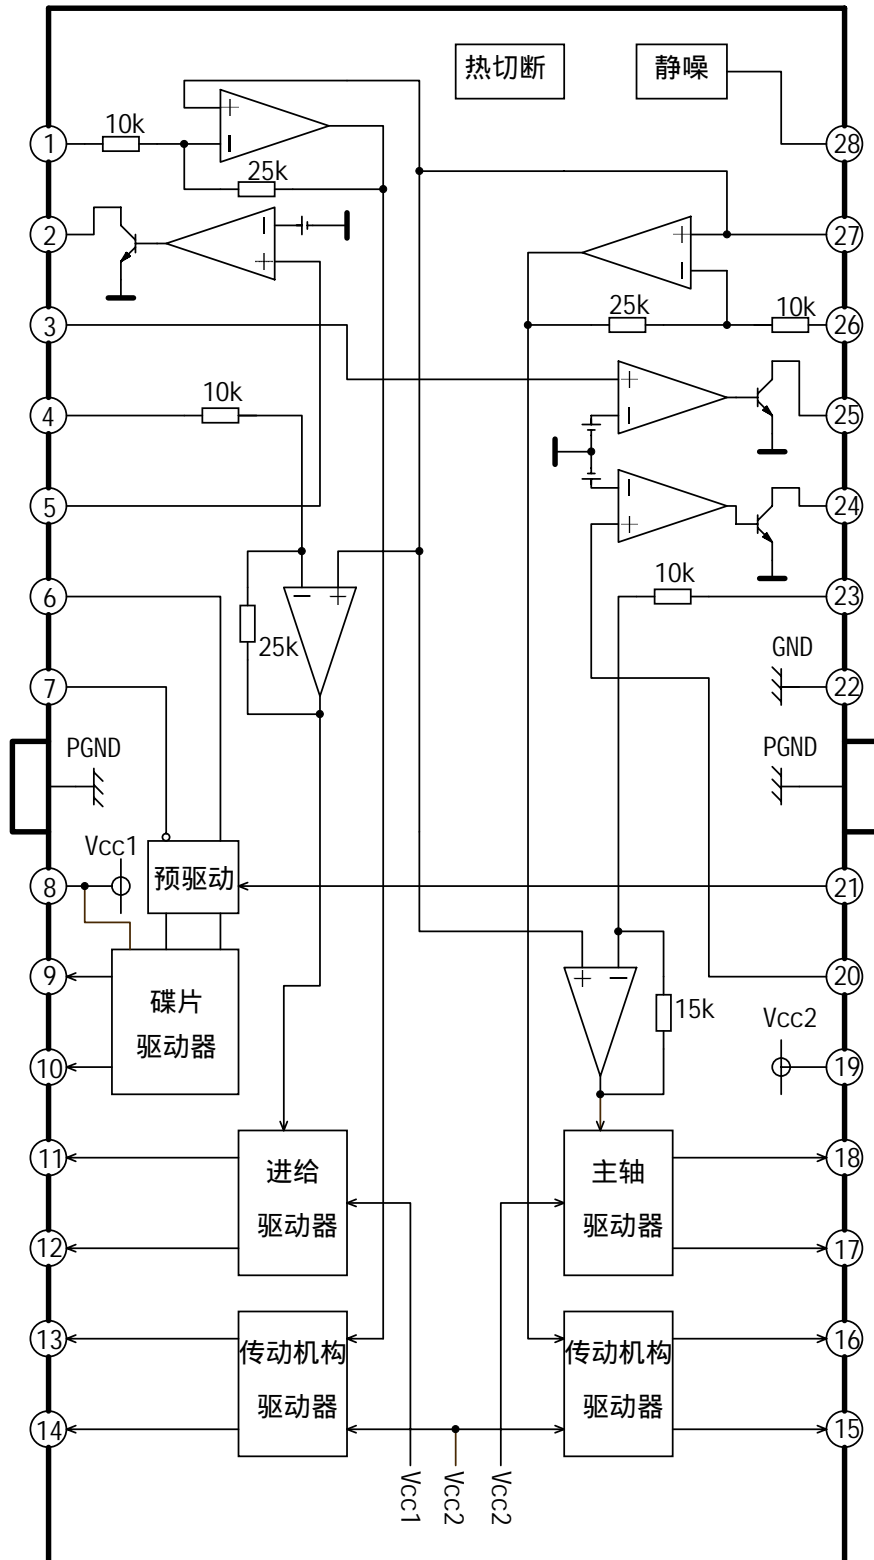 热切断
静噪
10k
1
28
25k
2
27
3
25k
10k
26
10k
4
25
5
24
6
10k
23
25k
GND
7
22
PGND
PGND
Vcc1
预驱动
8
21
9
20
碟片
驱动器
15k
Vcc2
10
19
11
进给
驱动器
主轴
驱动器
18
12
17
13
传动机构
驱动器
传动机构
驱动器
16
14
15
Vcc1
Vcc2
Vcc2